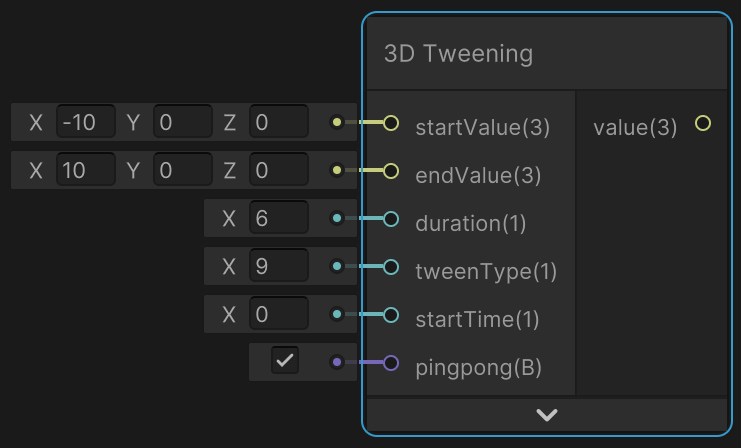 3D Tweening
X -10 Y 0 Z 0 startValue(3) value(3)
X 10 Y 0 Z 0 endValue(3)
X 6 duration(1)
X 9 tweenType(1)
X 0 startTime(1)
pingpong(B)